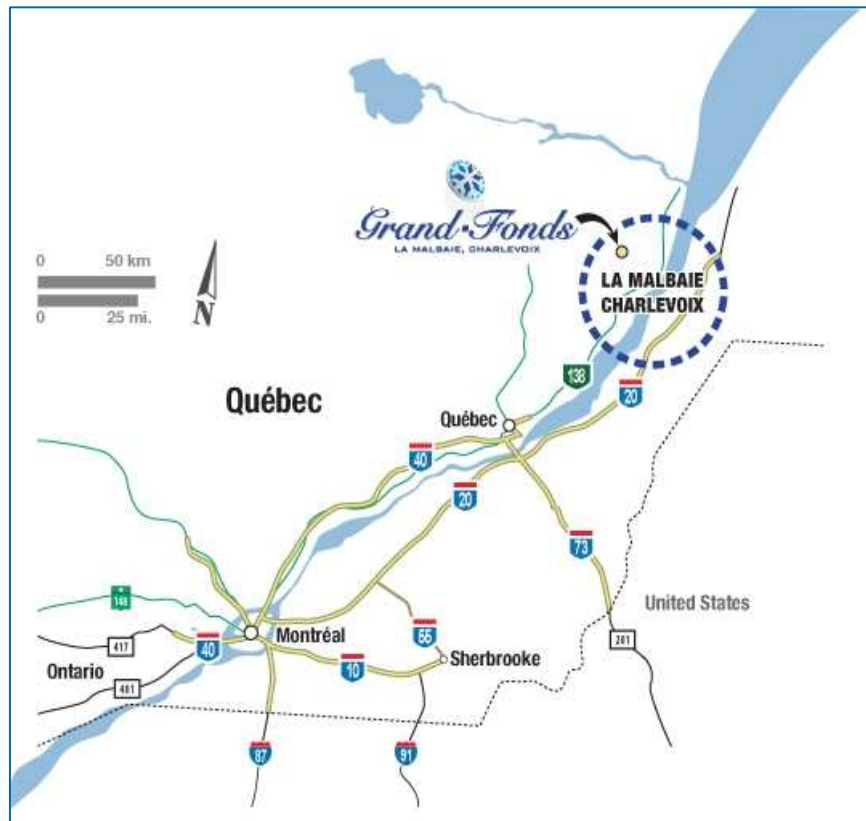 Grand-Fonds
LA MALBAIE, CHARLEVOIX
0 50 km
0 25 mi.
N
LA MALBAIE
CHARLEVOIX
138
20
Québec
Québec
40
20
73
148
United States
Montréal
55
201
417
40
Ontario
10
Sherbrooke
401
87
91